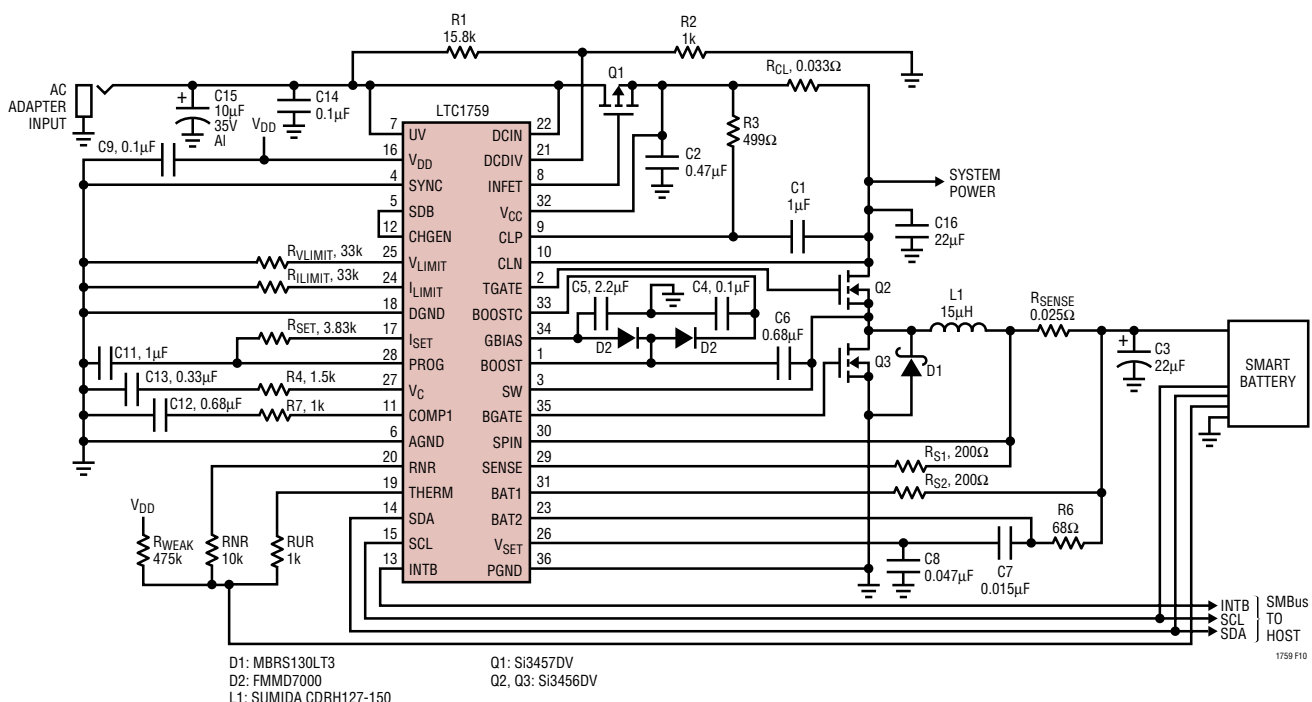 R1
15.8k
R2
1k
AC
ADAPTER
INPUT
C15
10µF
35V
Al
+
C14
0.1µF
Q1
RCL, 0.033Ω
R3
499Ω
C2
0.47µF
C1
1µF
SYSTEM
POWER
C16
22µF
C9, 0.1µF
VDD
LTC1759
7 UV
16 VDD
4 SYNC
5 SDB
12 CHGEN
25 VLIMIT
24 ILIMIT
18 DGND
17 ISET
28 PROG
27 VC
11 COMP1
6 AGND
20 RNR
19 THERM
14 SDA
15 SCL
13 INTB
DCIN 22
DCDIV 21
INFET 8
VCC 32
CLP 9
CLN 10
TGATE 2
BOOSTC 33
GBIAS 34
BOOST 1
SW 3
BGATE 35
SPIN 30
SENSE 29
BAT1 31
BAT2 23
VSET 26
PGND 36
RVLIMIT, 33k
RILIMIT, 33k
RSET, 3.83k
C11, 1µF
C13, 0.33µF
R4, 1.5k
C12, 0.68µF
R7, 1k
VDD
RWEAK
475k
RNR
10k
RUR
1k
C5, 2.2µF
C4, 0.1µF
D2
D2
C6
0.68µF
Q2
Q3
D1
L1
15µH
RSENSE
0.025Ω
+
C3
22µF
SMART
BATTERY
RS1, 200Ω
RS2, 200Ω
R6
68Ω
C8
0.047µF
C7
0.015µF
INTB
SCL
SDA
SMBus
TO
HOST
1759 F10
D1: MBRS130LT3
D2: FMMD7000
L1: SUMIDA CDRH127-150
Q1: Si3457DV
Q2, Q3: Si3456DV